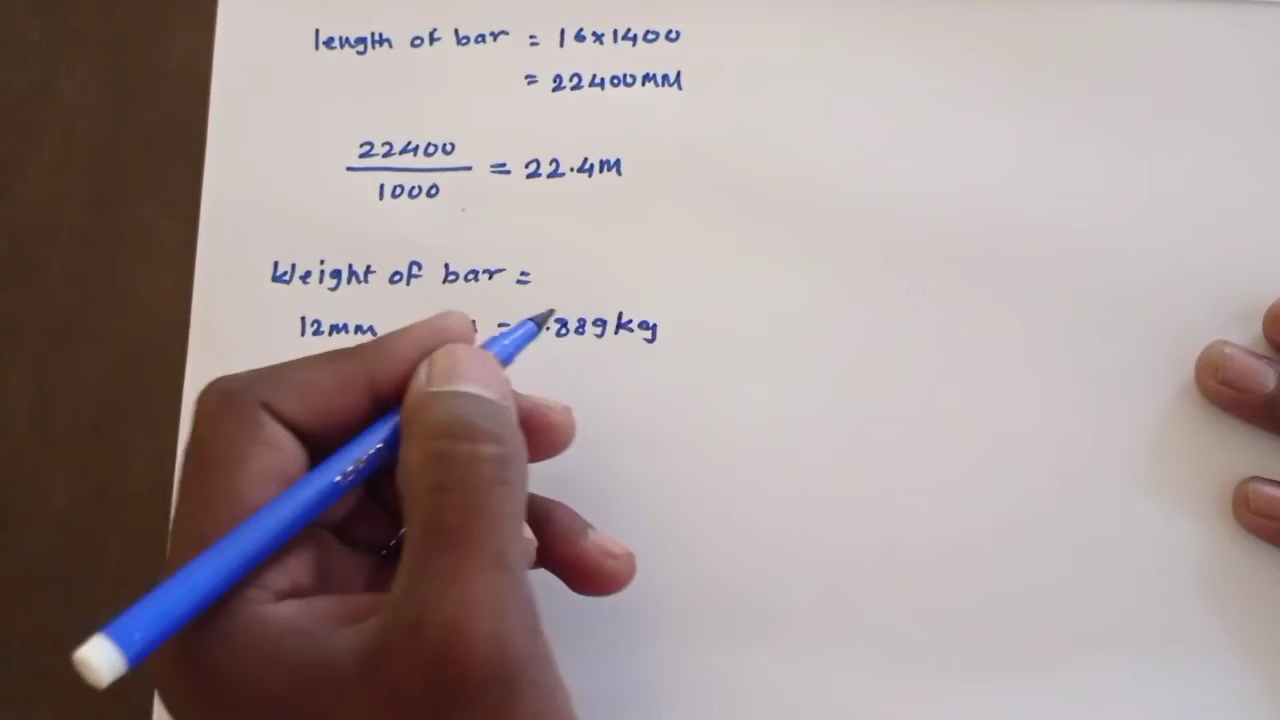 length of bar = 16x1400
= 22400MM
22400
1000
= 22.4M
Weight of bar =
12mm = .889kg